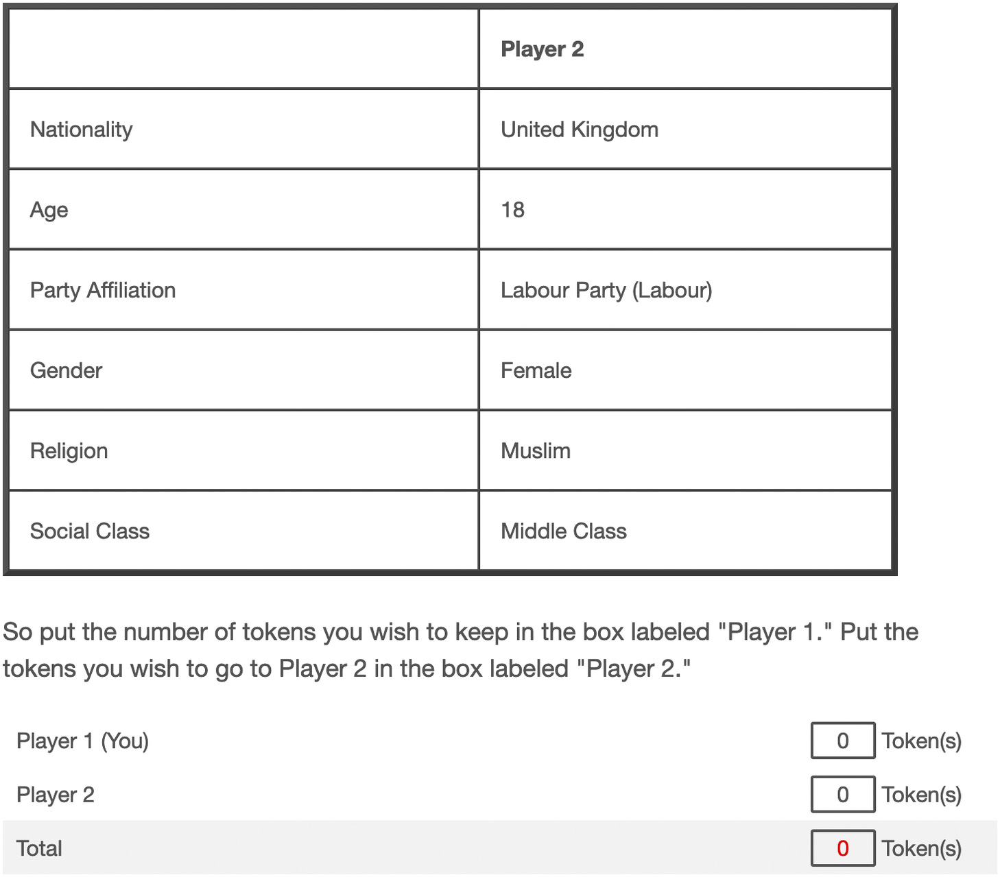 Player 2
Nationality United Kingdom
Age 18
Party Affiliation Labour Party (Labour)
Gender Female
Religion Muslim
Social Class Middle Class
So put the number of tokens you wish to keep in the box labeled "Player 1." Put the
tokens you wish to go to Player 2 in the box labeled "Player 2."
Player 1 (You) 0 Token(s)
Player 2 0 Token(s)
Total 0 Token(s)